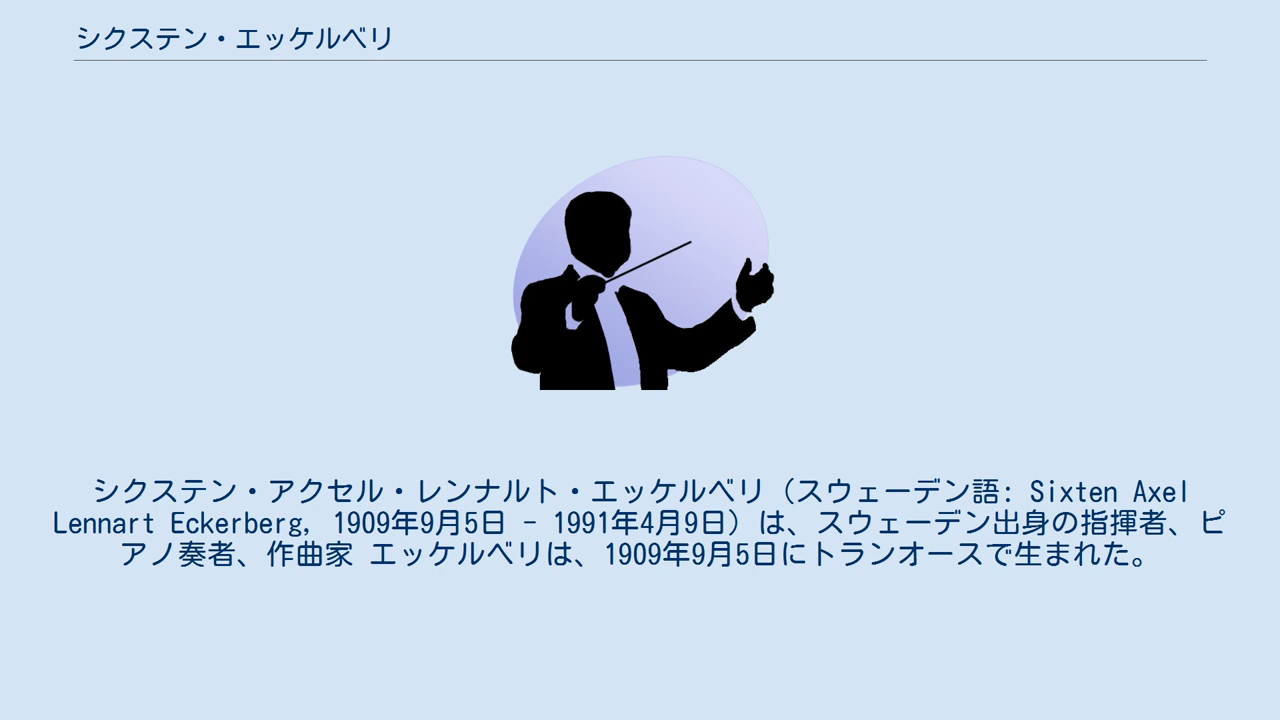 シクステン・エッケルベリ
シクステン・アクセル・レンナルト・エッケルベリ（スウェーデン語: Sixten Axel
Lennart Eckerberg, 1909年9月5日 - 1991年4月9日）は、スウェーデン出身の指揮者、ピ
アノ奏者、作曲家 エッケルベリは、1909年9月5日にトランオースで生まれた。